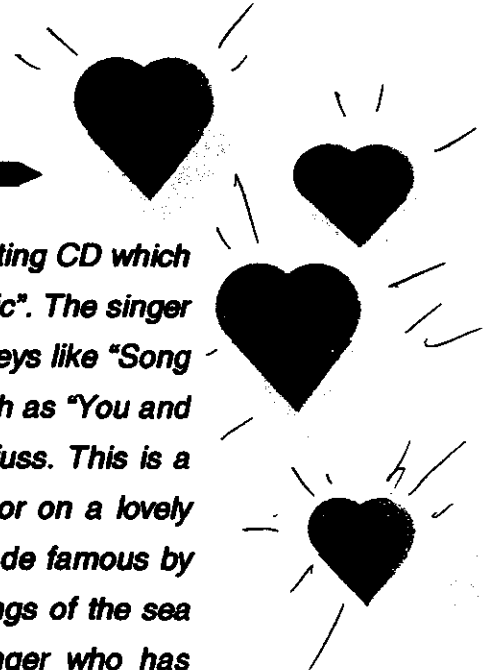 ting CD which
ic". The singer
eys like "Song
h as "You and
uss. This is a
or on a lovely
de famous by
ngs of the sea
nger who has